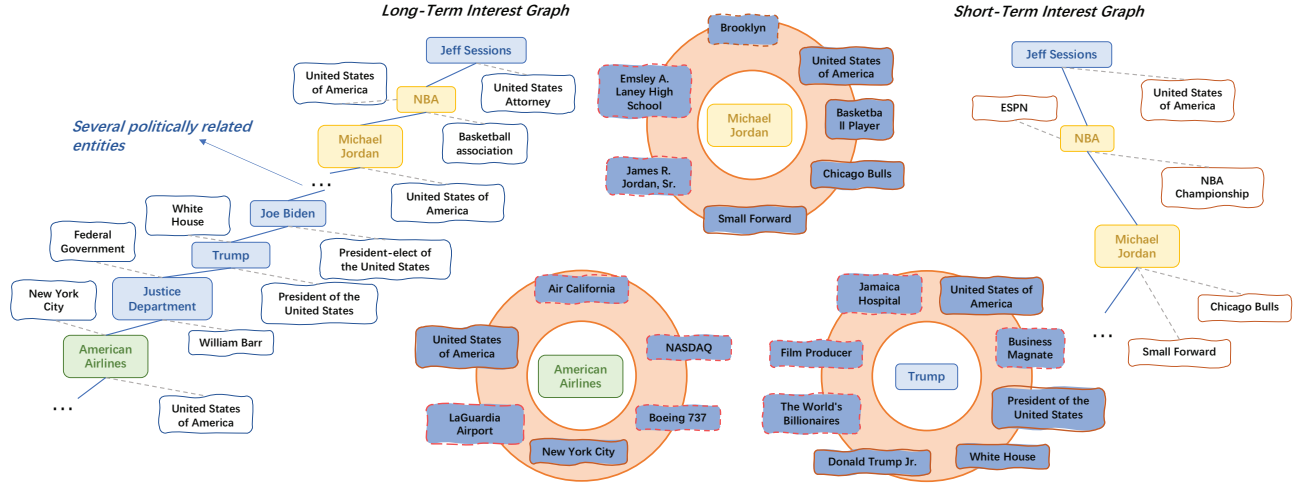 Long-Term Interest Graph
Jeff Sessions
United States
of America
United States
Attorney
NBA
Several politically related
entities
Michael
Jordan
Basketball
association
...
United States
of America
White
House
Joe Biden
Federal
Government
Trump
President-elect of
the United States
New York
City
Justice
Department
President of the
United States
William Barr
American
Airlines
...
United States
of America
Brooklyn
United States
of America
Emsley A.
Laney High
School
Michael
Jordan
Basketba
ll Player
James R.
Jordan, Sr.
Chicago Bulls
Small Forward
Air California
United States
of America
NASDAQ
American
Airlines
LaGuardia
Airport
Boeing 737
New York City
Jamaica
Hospital
United States
of America
Film Producer
Business
Magnate
Trump
The World's
Billionaires
President of the
United States
Donald Trump Jr.
White House
Short-Term Interest Graph
Jeff Sessions
United States
of America
ESPN
NBA
NBA
Championship
Michael
Jordan
Chicago Bulls
...
Small Forward